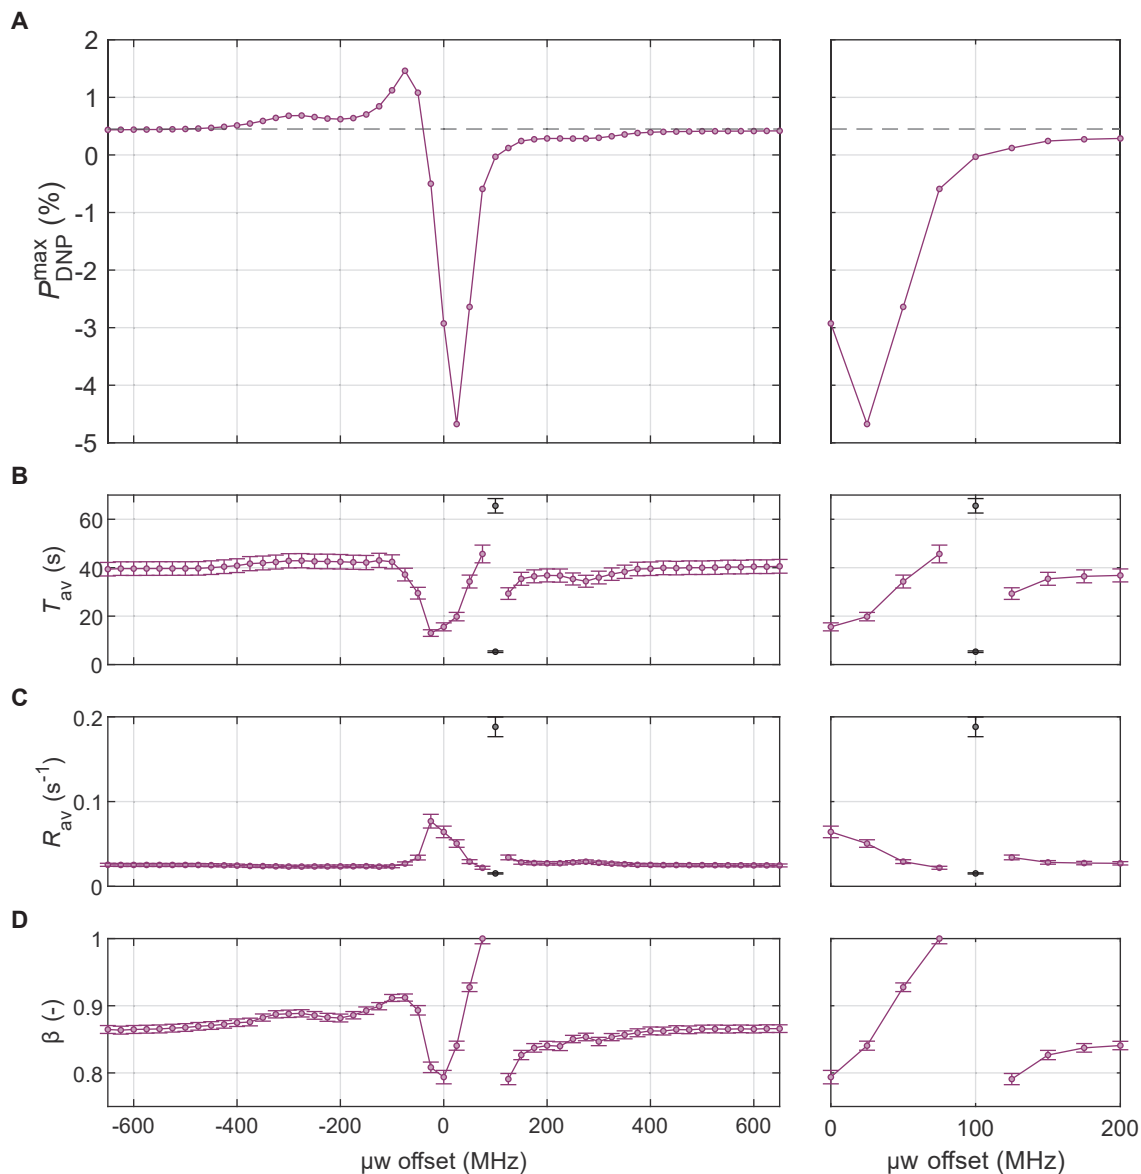 A
2
1
0
-1
-2
-3
-4
-5
P^max_DNP (%)
B
60
40
20
0
T_av (s)
C
0.2
0.1
0
R_av (s^-1)
D
1
0.9
0.8
β (-)
-600 -400 -200 0 200 400 600
0 100 200
µw offset (MHz)
µw offset (MHz)